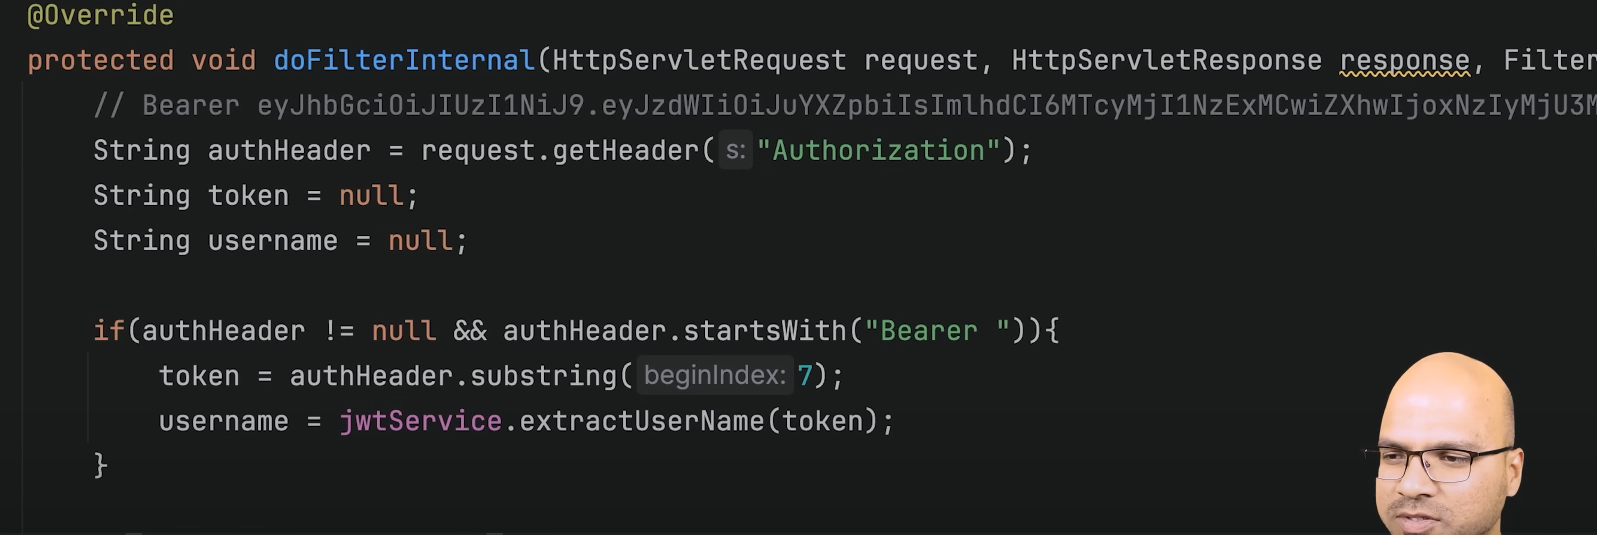 @Override
protected void doFilterInternal(HttpServletRequest request, HttpServletResponse response, Filter
// Bearer eyJhbGciOiJIUzI1NiJ9.eyJzdWIiOiJuYXZpbiIsImlhdCI6MTcyMjI1NzExMCwiZXhwIjoxNzIyMjU3M
String authHeader = request.getHeader( s: "Authorization");
String token = null;
String username = null;
if(authHeader != null && authHeader.startsWith("Bearer ")){
token = authHeader.substring( beginIndex: 7);
username = jwtService.extractUserName(token);
}